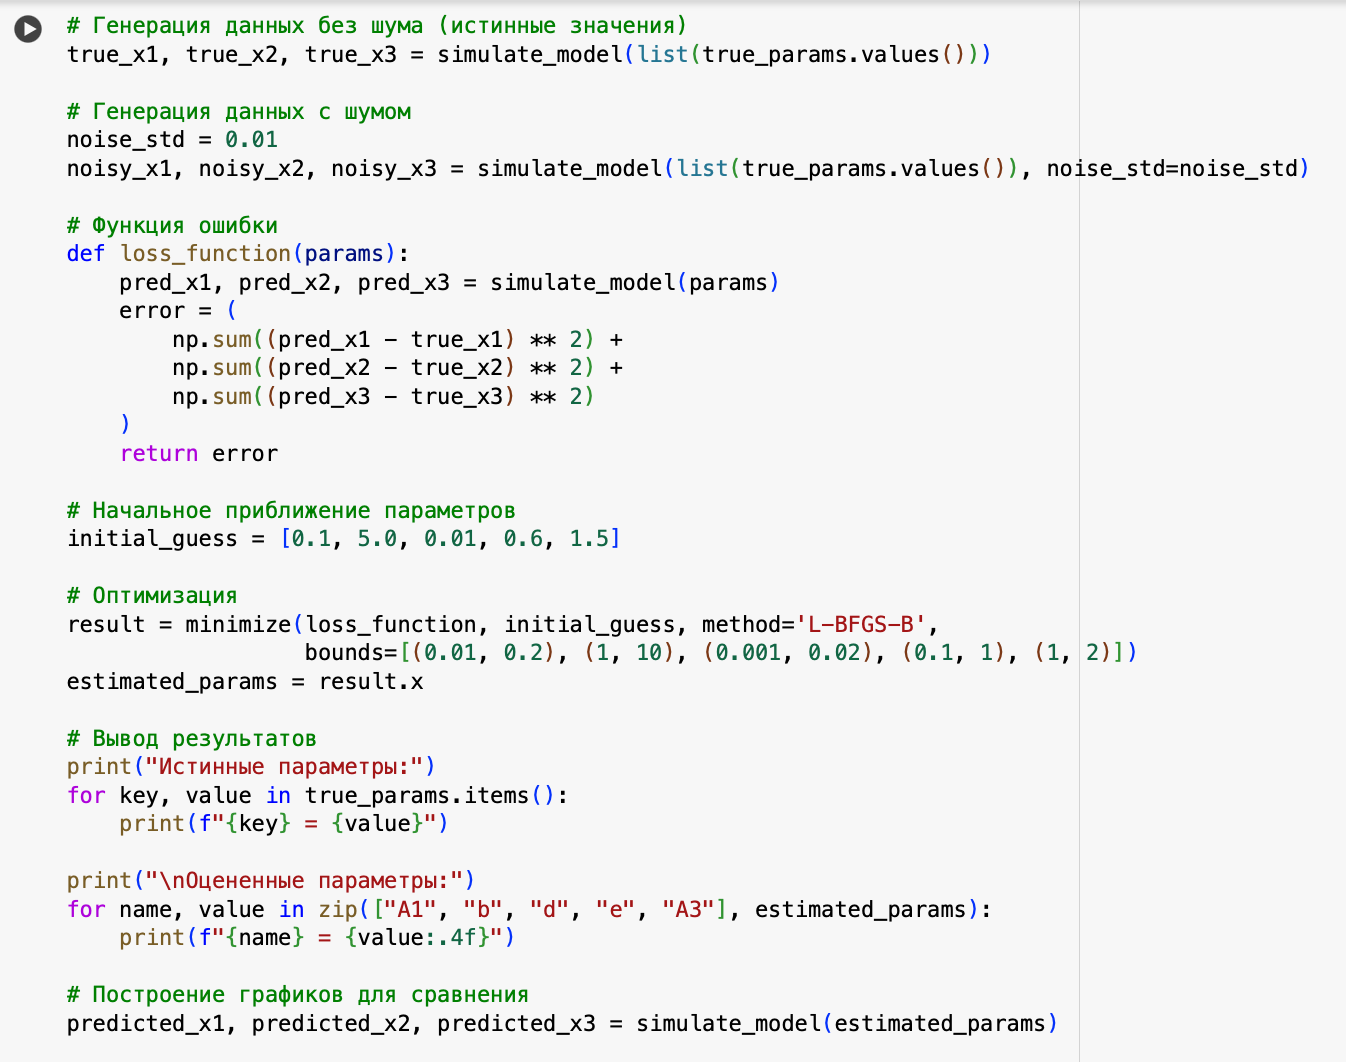 # Генерация данных без шума (истинные значения)
true_x1, true_x2, true_x3 = simulate_model(list(true_params.values()))
# Генерация данных с шумом
noise_std = 0.01
noisy_x1, noisy_x2, noisy_x3 = simulate_model(list(true_params.values()), noise_std=noise_std)
# Функция ошибки
def loss_function(params):
    pred_x1, pred_x2, pred_x3 = simulate_model(params)
    error = (
        np.sum((pred_x1 - true_x1) ** 2) +
        np.sum((pred_x2 - true_x2) ** 2) +
        np.sum((pred_x3 - true_x3) ** 2)
    )
    return error
# Начальное приближение параметров
initial_guess = [0.1, 5.0, 0.01, 0.6, 1.5]
# Оптимизация
result = minimize(loss_function, initial_guess, method='L-BFGS-B',
                  bounds=[(0.01, 0.2), (1, 10), (0.001, 0.02), (0.1, 1), (1, 2)])
estimated_params = result.x
# Вывод результатов
print("Истинные параметры:")
for key, value in true_params.items():
    print(f"{key} = {value}")
print("\nОцененные параметры:")
for name, value in zip(["A1", "b", "d", "e", "A3"], estimated_params):
    print(f"{name} = {value:.4f}")
# Построение графиков для сравнения
predicted_x1, predicted_x2, predicted_x3 = simulate_model(estimated_params)